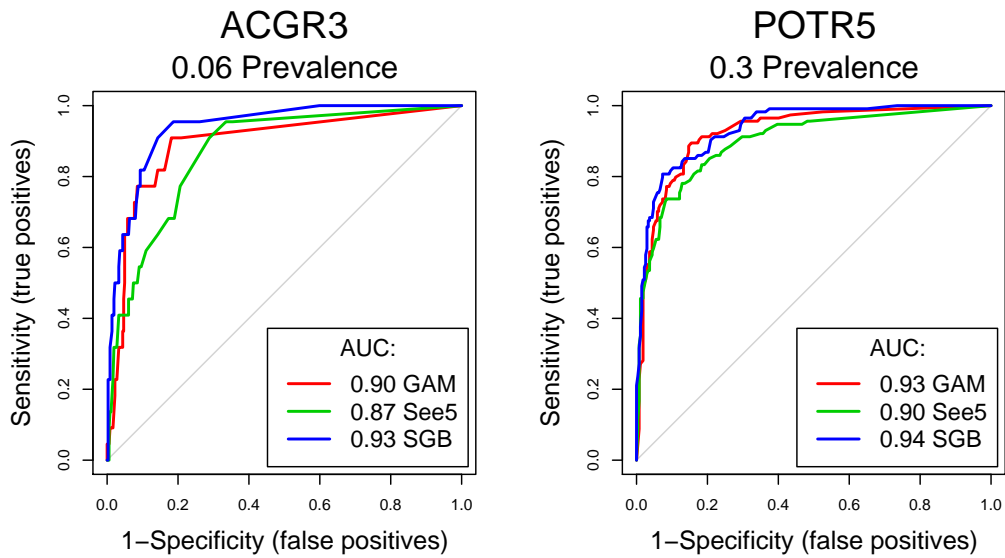 ACGR3
0.06 Prevalence
Sensitivity (true positives)
1.0
0.8
0.6
0.4
0.2
0.0
AUC:
0.90 GAM
0.87 See5
0.93 SGB
0.0 0.2 0.4 0.6 0.8 1.0
1−Specificity (false positives)
POTR5
0.3 Prevalence
Sensitivity (true positives)
1.0
0.8
0.6
0.4
0.2
0.0
AUC:
0.93 GAM
0.90 See5
0.94 SGB
0.0 0.2 0.4 0.6 0.8 1.0
1−Specificity (false positives)